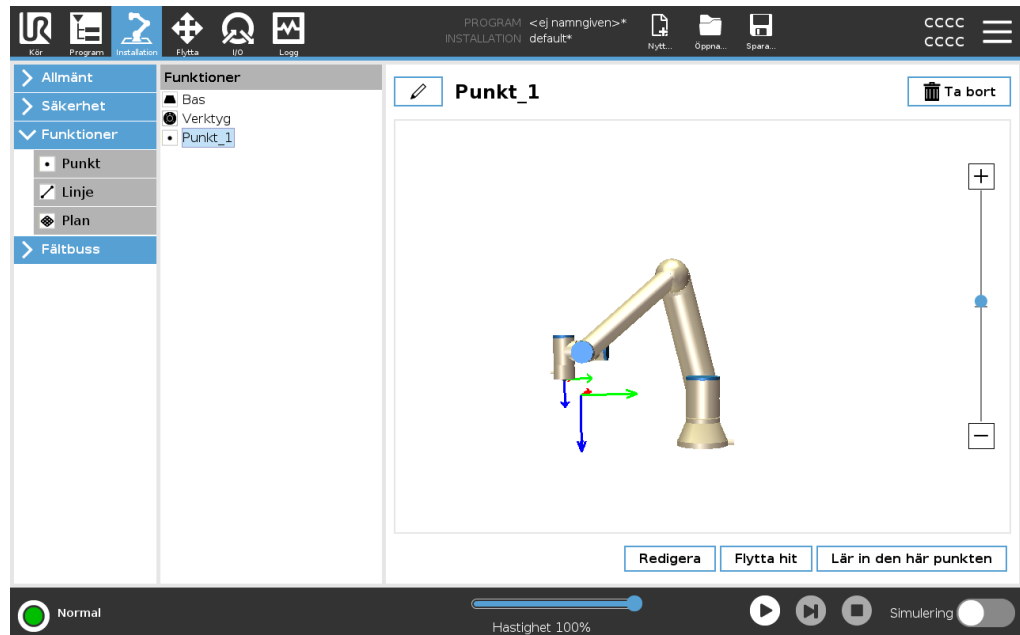 UR
PROGRAM <ej namngiven>*
INSTALLATION default*
CCCC
CCCC
Kör Program Installation Flytta I/O Logg Nytt... Öppna... Spara...
Allmänt
Säkerhet
Funktioner
Punkt
Linje
Plan
Fältbuss
Funktioner
Bas
Verktyg
Punkt_1
Punkt_1
Ta bort
Redigera Flytta hit Lär in den här punkten
Normal
Hastighet 100%
Simulering